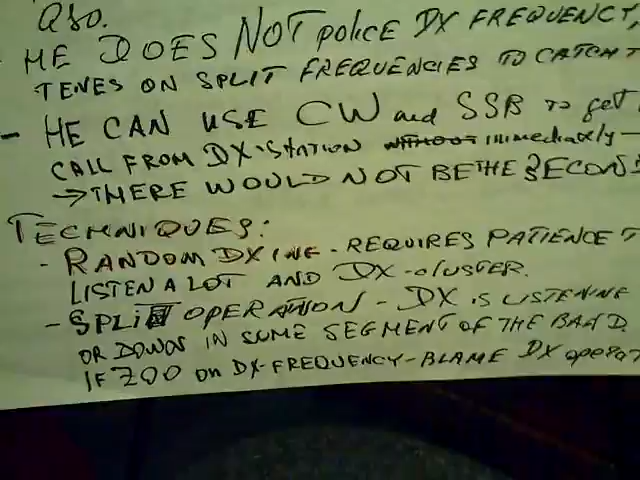 QSO.
- HE DOES NOT police DX FREQUENCY,
TENES ON SPLIT FREQUENCIES TO CATCH T
- HE CAN USE CW and SSB to get
CALL FROM DX-station without immediately -
→ THERE WOULD NOT BE THE SECOND
TECHNIQUES:
- RANDOM DXING - REQUIRES PATIENCE T
LISTEN A LOT AND DX-cluster.
- SPLIT OPERATION - DX IS LISTENING
OR DOWN IN SOME SEGMENT OF THE BAND.
IF ZOO on DX-FREQUENCY-BLAME DX operat